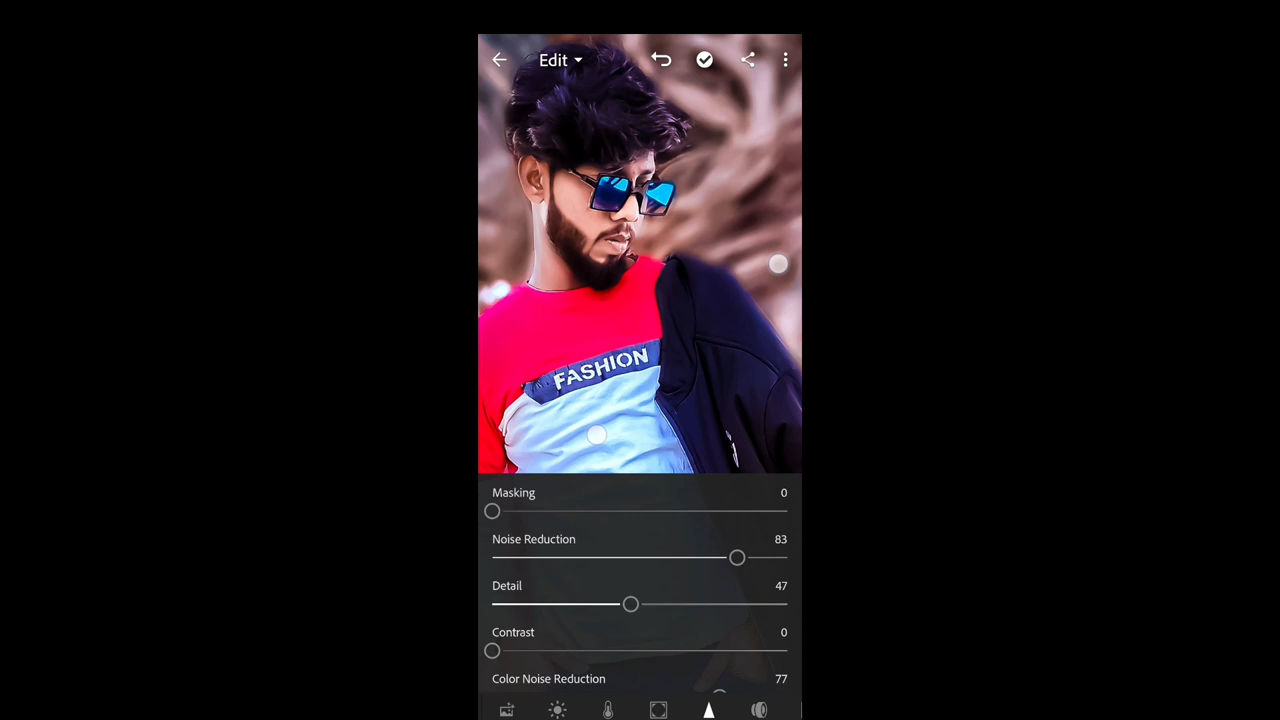 Edit
FASHION
Masking 0
Noise Reduction 83
Detail 47
Contrast 0
Color Noise Reduction 77